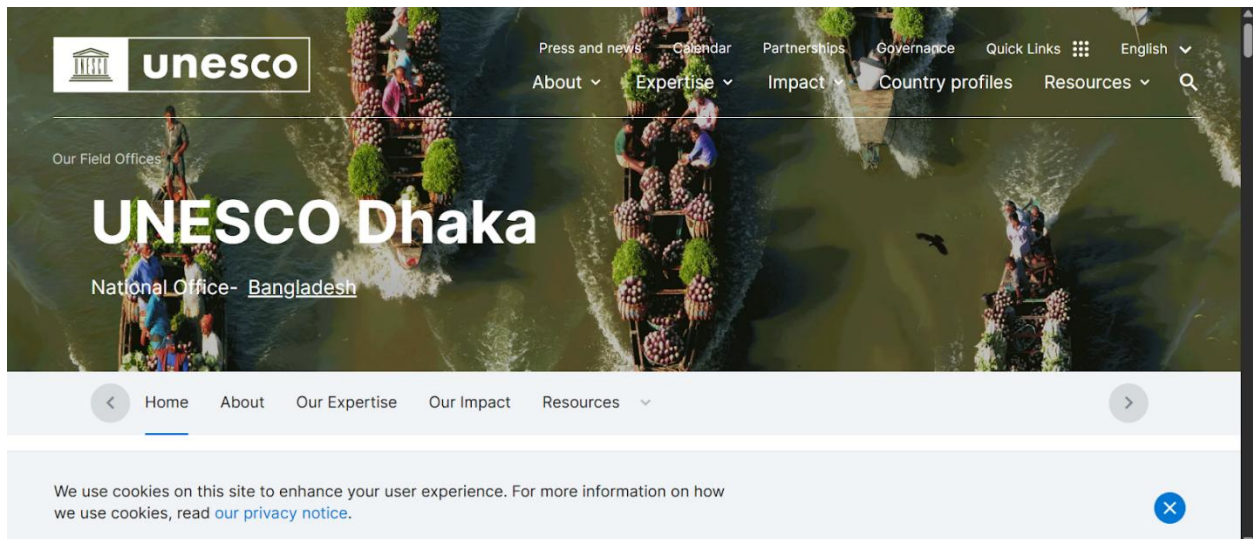 unesco
Press and news Calendar Partnerships Governance Quick Links English
About Expertise Impact Country profiles Resources
Our Field Offices
UNESCO Dhaka
National Office- Bangladesh
Home About Our Expertise Our Impact Resources
We use cookies on this site to enhance your user experience. For more information on how
we use cookies, read our privacy notice.